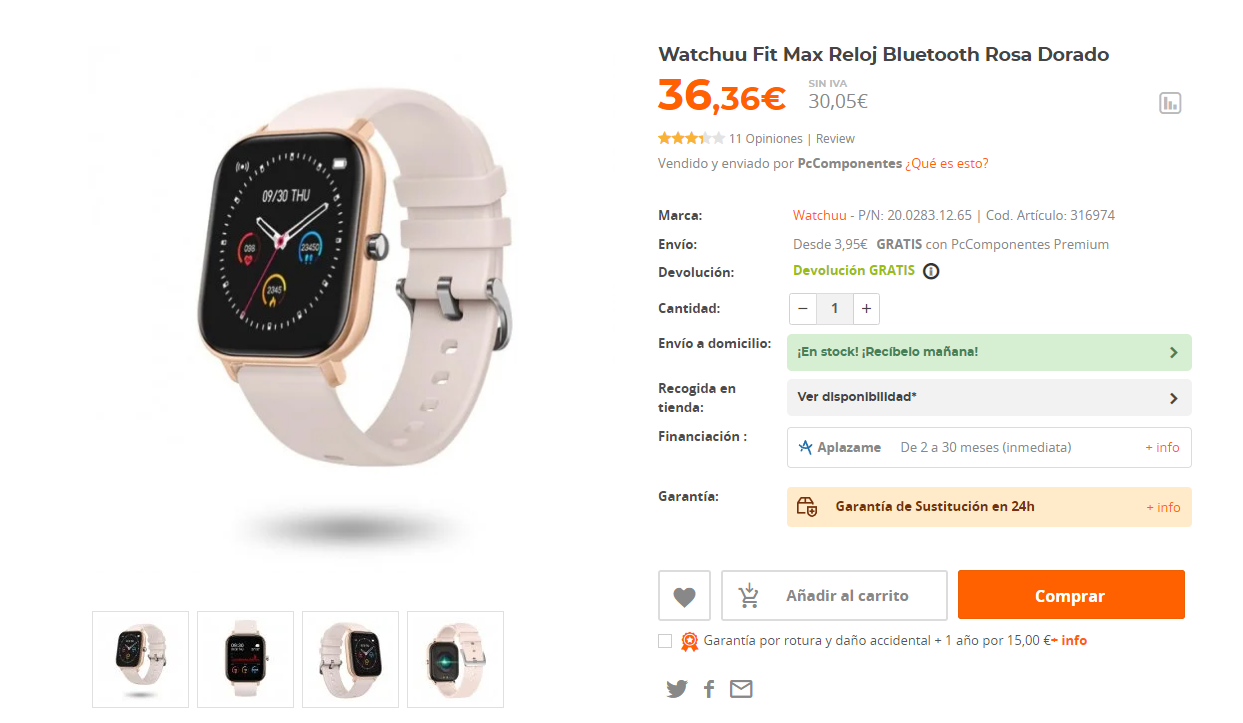 Watchuu Fit Max Reloj Bluetooth Rosa Dorado
36,36€ SIN IVA 30,05€
11 Opiniones | Review
Vendido y enviado por PcComponentes ¿Qué es esto?
Marca: Watchuu - P/N: 20.0283.12.65 | Cod. Artículo: 316974
Envío: Desde 3,95€ GRATIS con PcComponentes Premium
Devolución: Devolución GRATIS
Cantidad: − 1 +
Envío a domicilio: ¡En stock! ¡Recíbelo mañana!
Recogida en tienda: Ver disponibilidad*
Financiación : Aplazame De 2 a 30 meses (inmediata) + info
Garantía: Garantía de Sustitución en 24h + info
Añadir al carrito
Comprar
Garantía por rotura y daño accidental + 1 año por 15,00 €+ info
09/30 THU
098
23450
2345